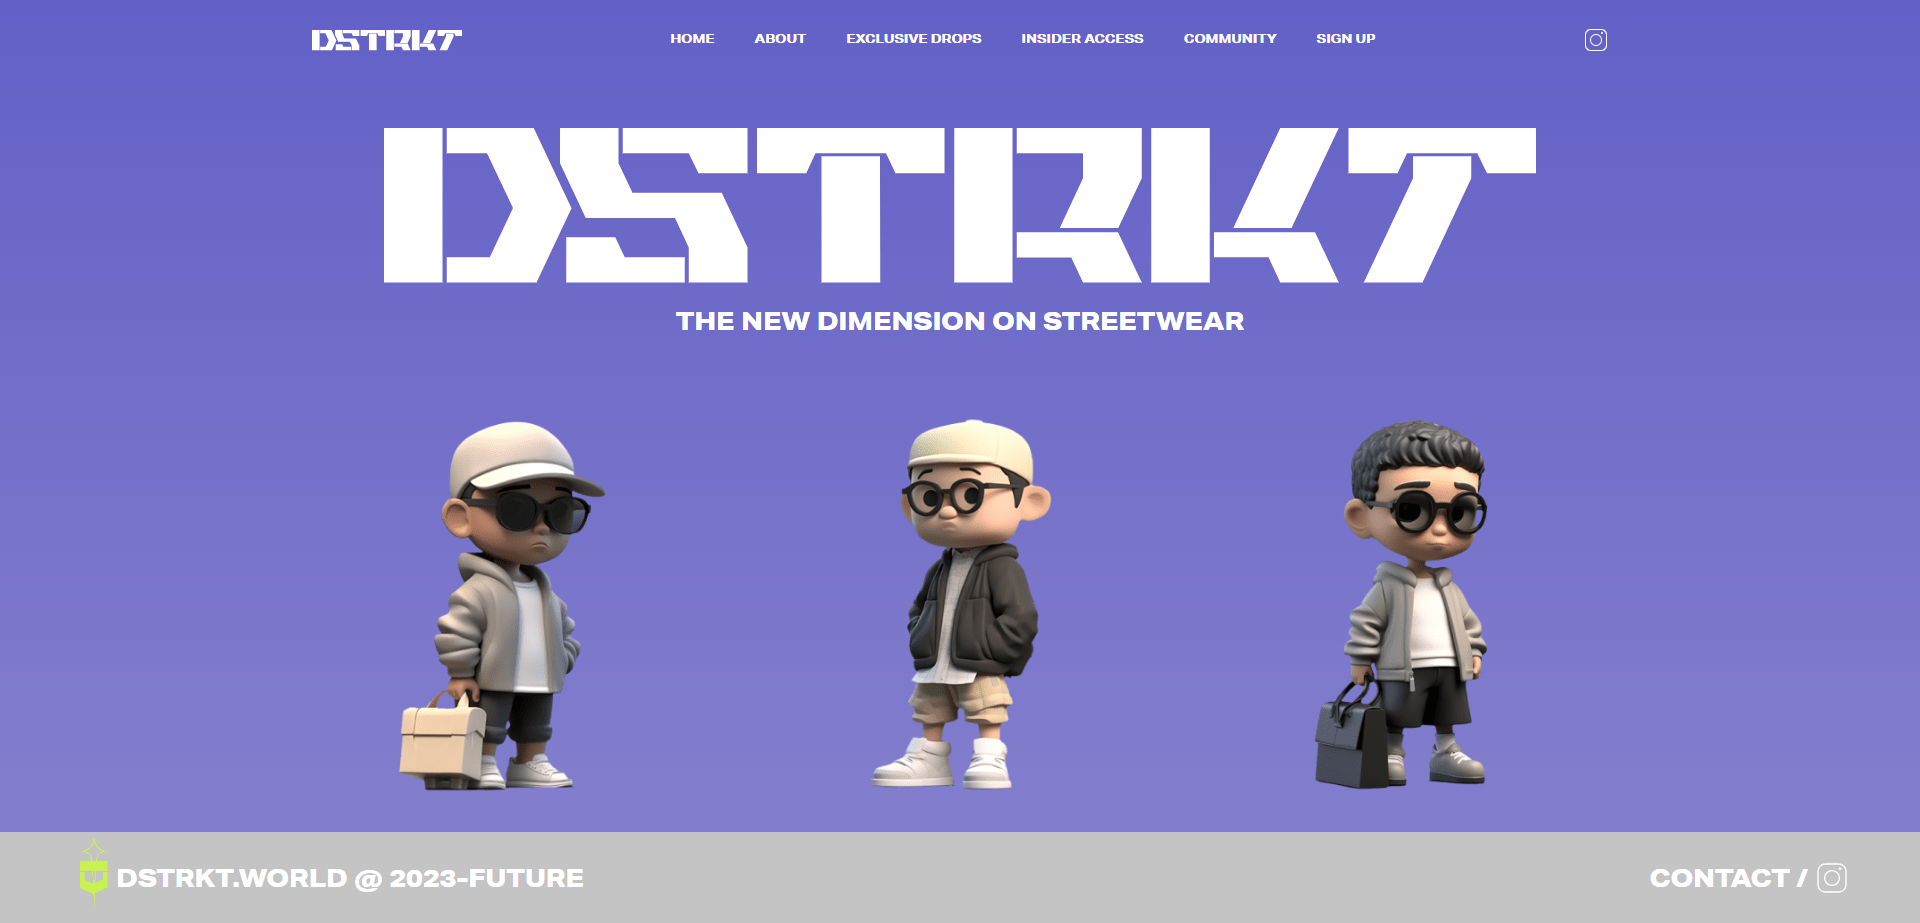 DSTRKT
HOME ABOUT EXCLUSIVE DROPS INSIDER ACCESS COMMUNITY SIGN UP
DSTRKT
THE NEW DIMENSION ON STREETWEAR
DSTRKT.WORLD @ 2023-FUTURE
CONTACT /